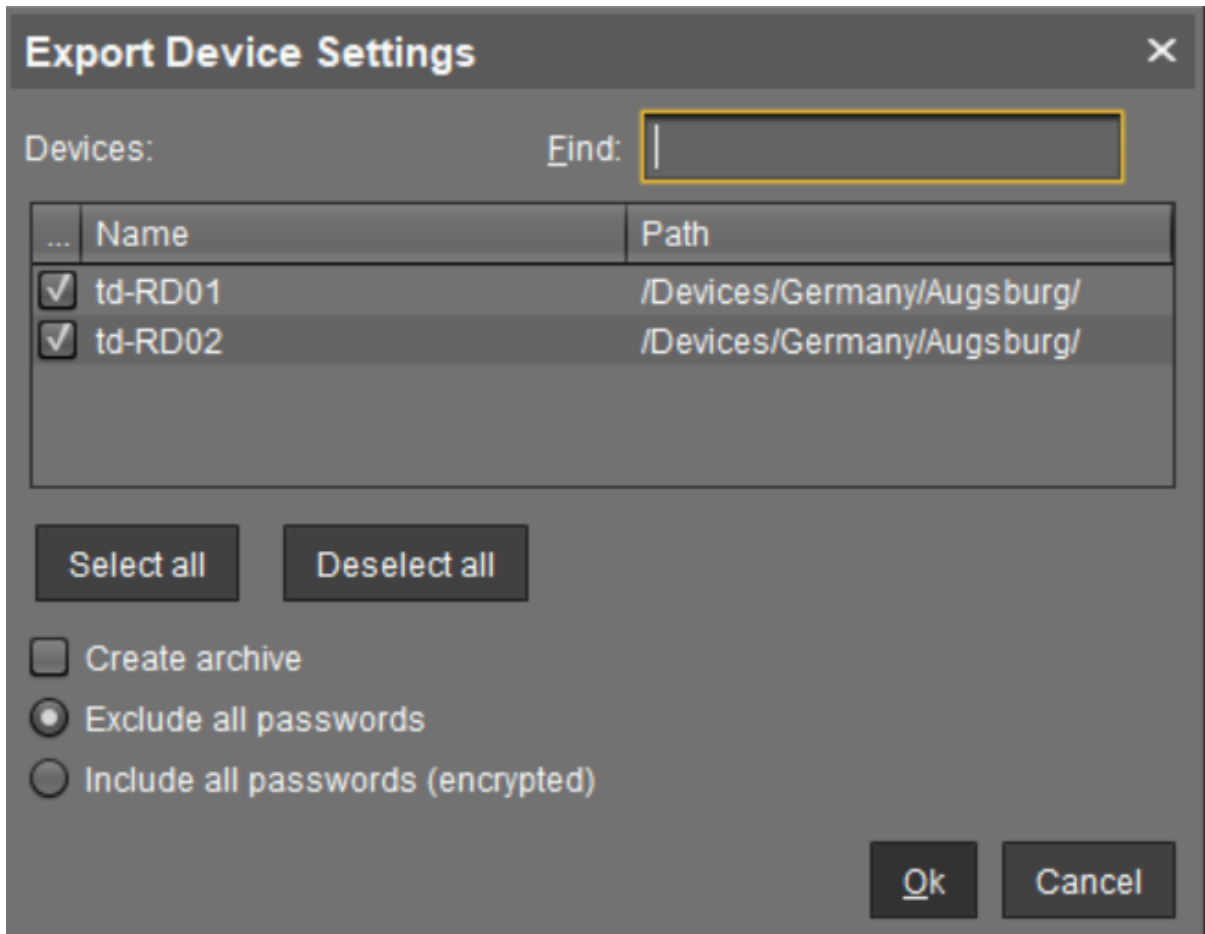 Export Device Settings
Devices: Find:
... Name Path
td-RD01 /Devices/Germany/Augsburg/
td-RD02 /Devices/Germany/Augsburg/
Select all Deselect all
Create archive
Exclude all passwords
Include all passwords (encrypted)
Ok Cancel